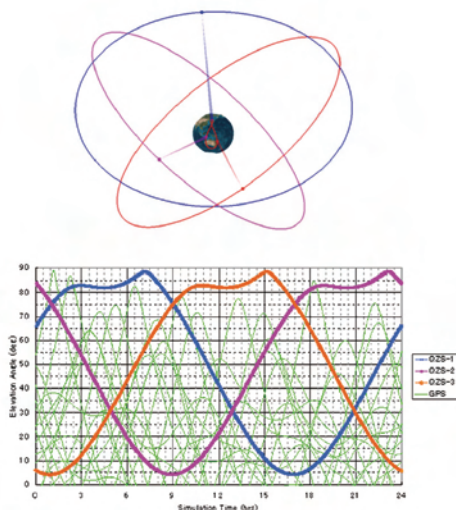 90
80
70
60
50
40
30
20
10
0
Elevation Angle (deg)
0 3 6 9 12 15 18 21 24
Simulation Time (hrs)
QZS-1
QZS-2
QZS-3
GPS